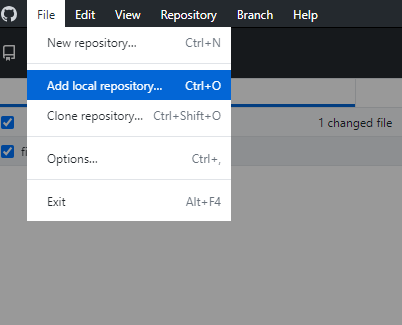 File Edit View Repository Branch Help
New repository... Ctrl+N
Add local repository... Ctrl+O
Clone repository... Ctrl+Shift+O
1 changed file
Options... Ctrl+,
Exit Alt+F4